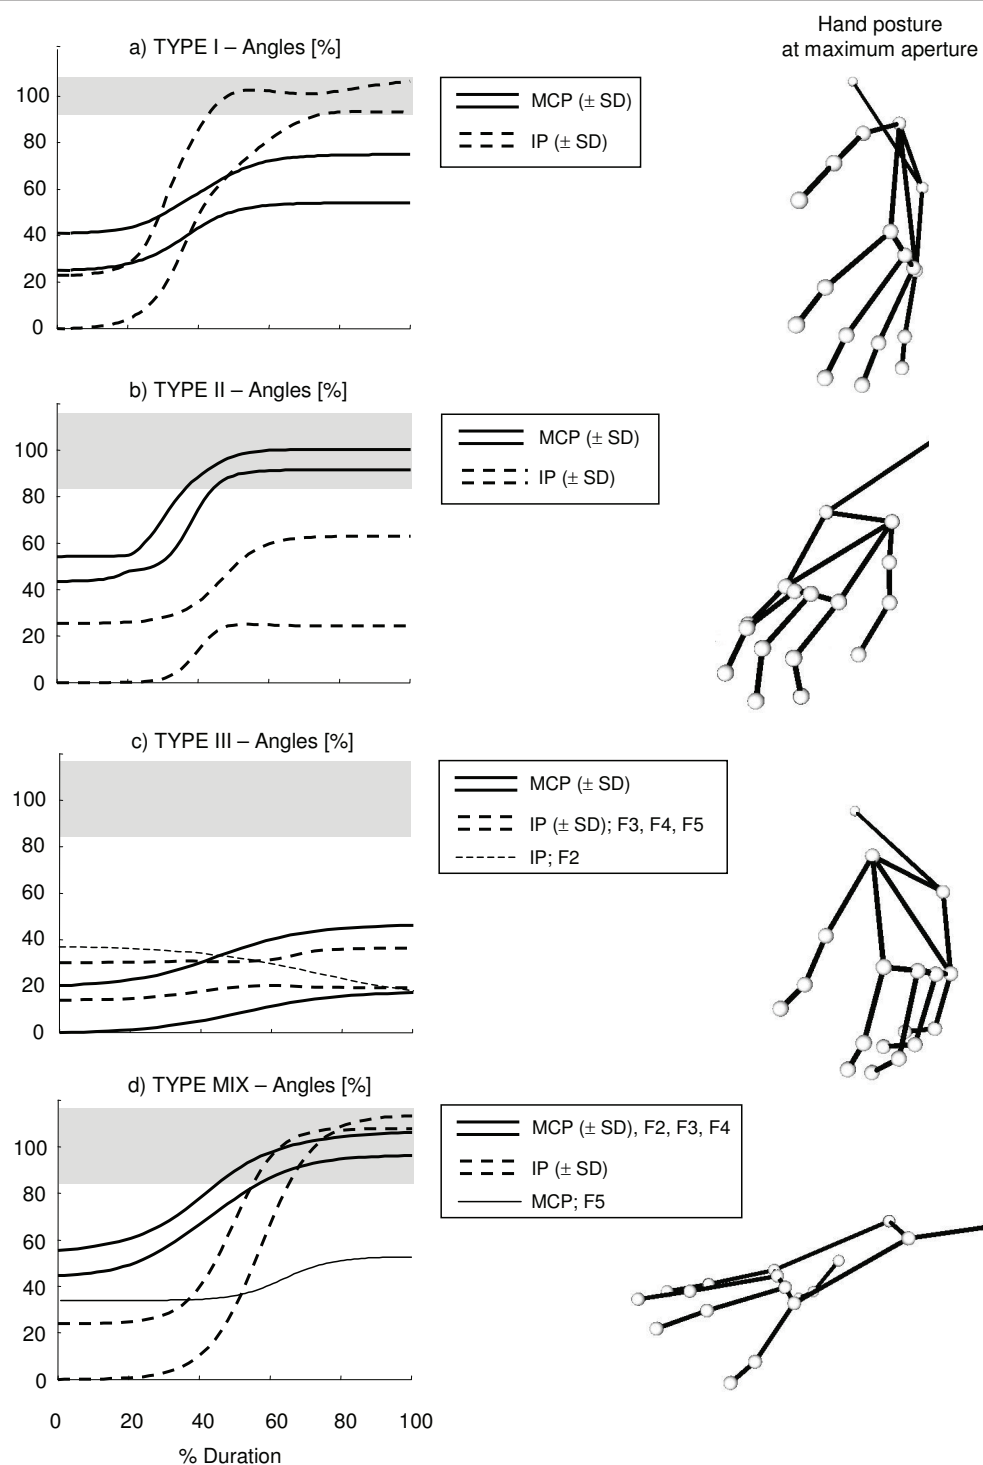 Hand posture
at maximum aperture
a) TYPE I – Angles [%]
100
80
60
40
20
0
MCP (± SD)
IP (± SD)
b) TYPE II – Angles [%]
100
80
60
40
20
0
MCP (± SD)
IP (± SD)
c) TYPE III – Angles [%]
100
80
60
40
20
0
MCP (± SD)
IP (± SD); F3, F4, F5
IP; F2
d) TYPE MIX – Angles [%]
100
80
60
40
20
0
MCP (± SD), F2, F3, F4
IP (± SD)
MCP; F5
0 20 40 60 80 100
% Duration